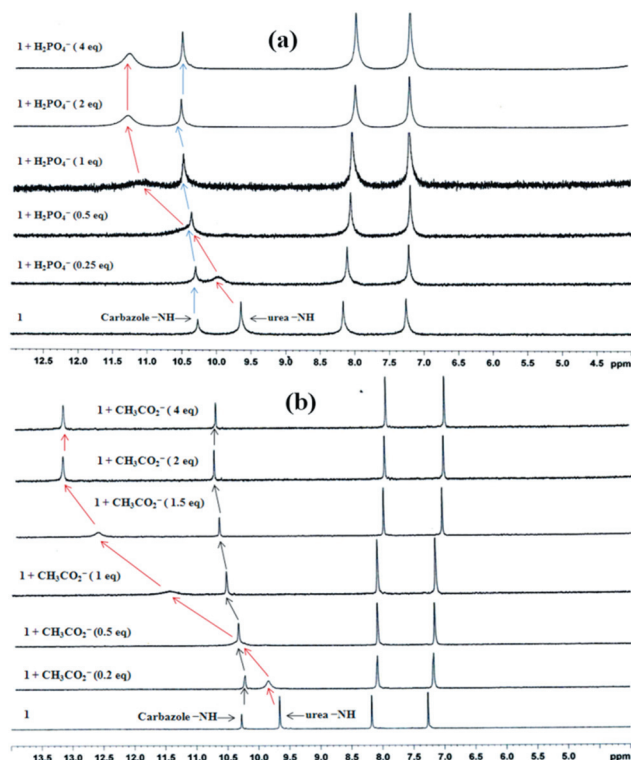 (a)
1 + H₂PO₄⁻ (4 eq)
1 + H₂PO₄⁻ (2 eq)
1 + H₂PO₄⁻ (1 eq)
1 + H₂PO₄⁻ (0.5 eq)
1 + H₂PO₄⁻ (0.25 eq)
1
Carbazole –NH
urea –NH
12.5 12.0 11.5 11.0 10.5 10.0 9.5 9.0 8.5 8.0 7.5 7.0 6.5 6.0 5.5 5.0 4.5 ppm
(b)
1 + CH₃CO₂⁻ (4 eq)
1 + CH₃CO₂⁻ (2 eq)
1 + CH₃CO₂⁻ (1.5 eq)
1 + CH₃CO₂⁻ (1 eq)
1 + CH₃CO₂⁻ (0.5 eq)
1 + CH₃CO₂⁻ (0.2 eq)
1
Carbazole –NH
urea –NH
13.5 13.0 12.5 12.0 11.5 11.0 10.5 10.0 9.5 9.0 8.5 8.0 7.5 7.0 6.5 6.0 5.5 5.0 ppm